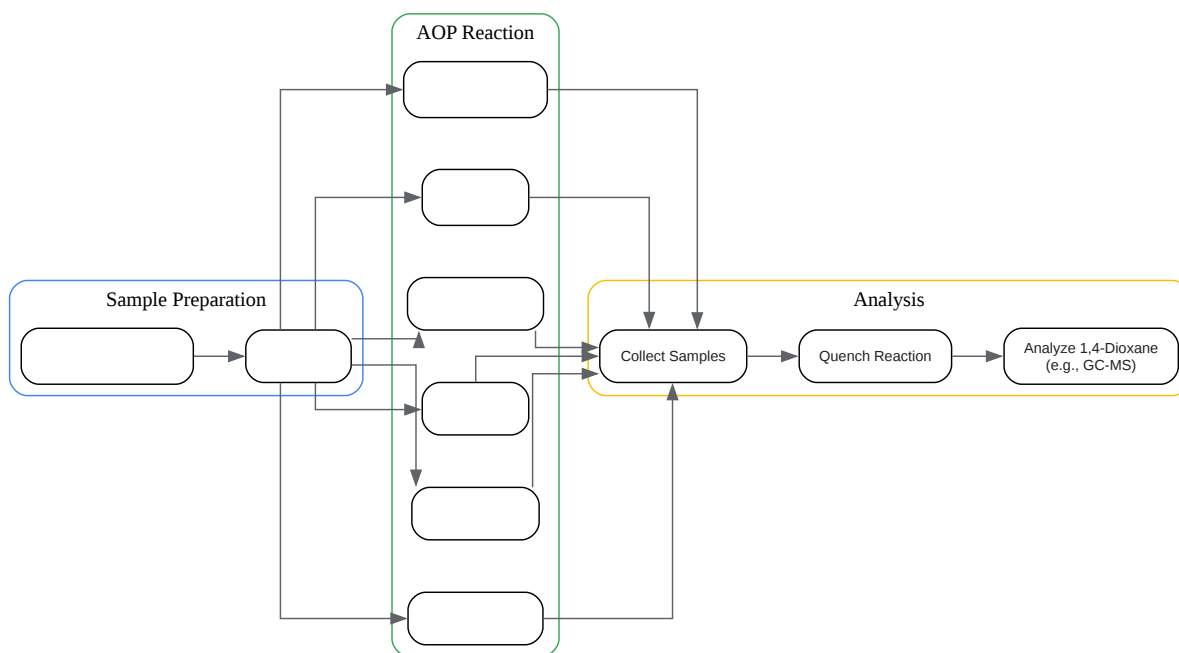 AOP Reaction
Sample Preparation
Analysis
Collect Samples
Quench Reaction
Analyze 1,4-Dioxane
(e.g., GC-MS)